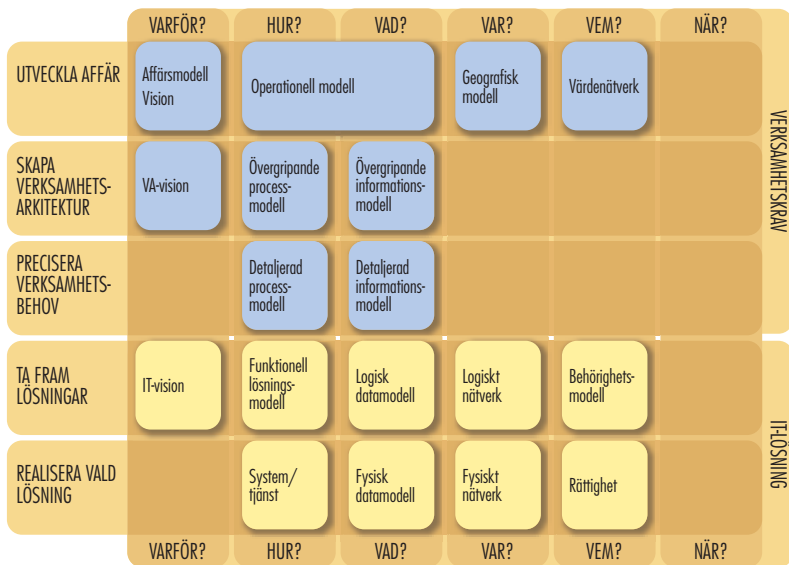 VARFÖR? HUR? VAD? VAR? VEM? NÄR?
UTVECKLA AFFÄR
Affärsmodell
Vision
Operationell modell
Geografisk
modell
Värdenätverk
SKAPA
VERKSAMHETS-
ARKITEKTUR
VA-vision
Övergripande
process-
modell
Övergripande
informations-
modell
PRECISERA
VERKSAMHETS-
BEHOV
Detaljerad
process-
modell
Detaljerad
informations-
modell
VERKSAMHETSKRAV
TA FRAM
LÖSNINGAR
IT-vision
Funktionell
lösnings-
modell
Logisk
datamodell
Logiskt
nätverk
Behörighets-
modell
REALISERA VALD
LÖSNING
System/
tjänst
Fysisk
datamodell
Fysiskt
nätverk
Rättighet
IT-LÖSNING
VARFÖR? HUR? VAD? VAR? VEM? NÄR?